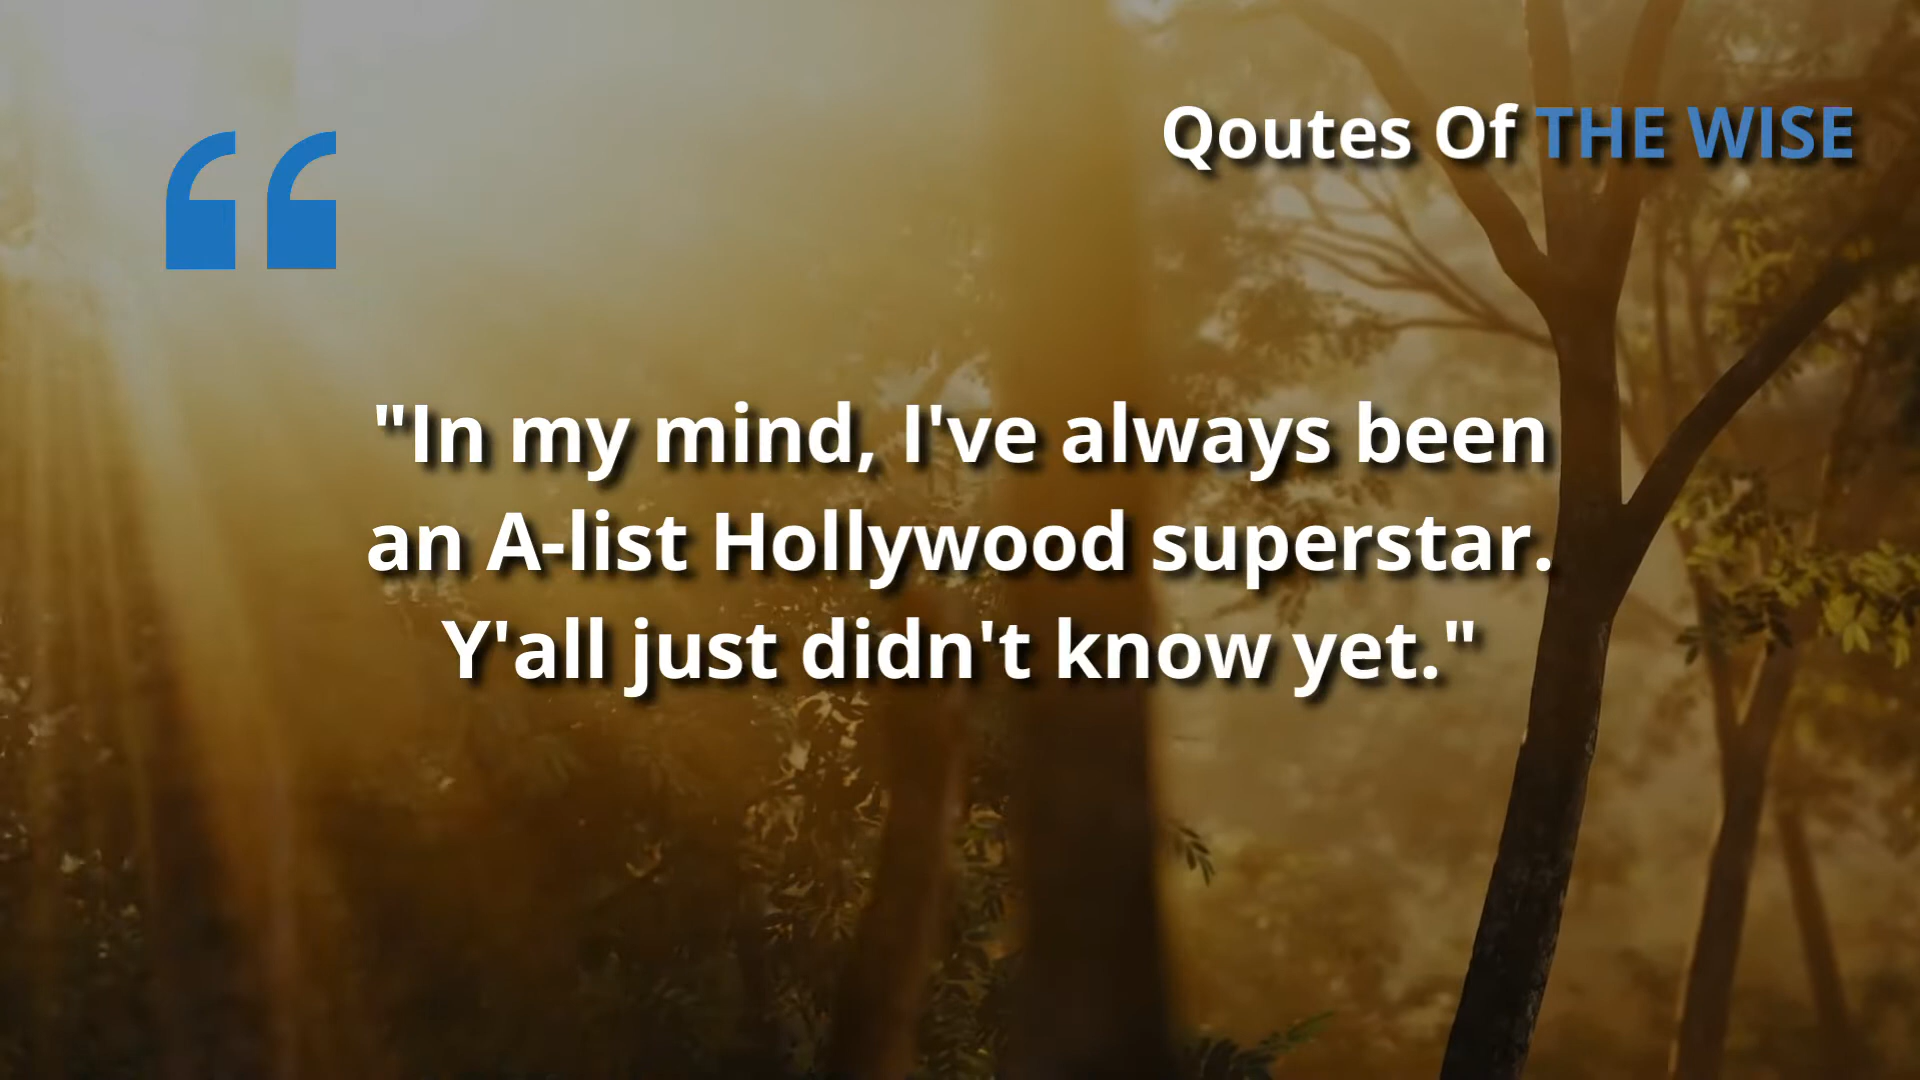 Qoutes Of THE WISE
"In my mind, I've always been
an A-list Hollywood superstar.
Y'all just didn't know yet."